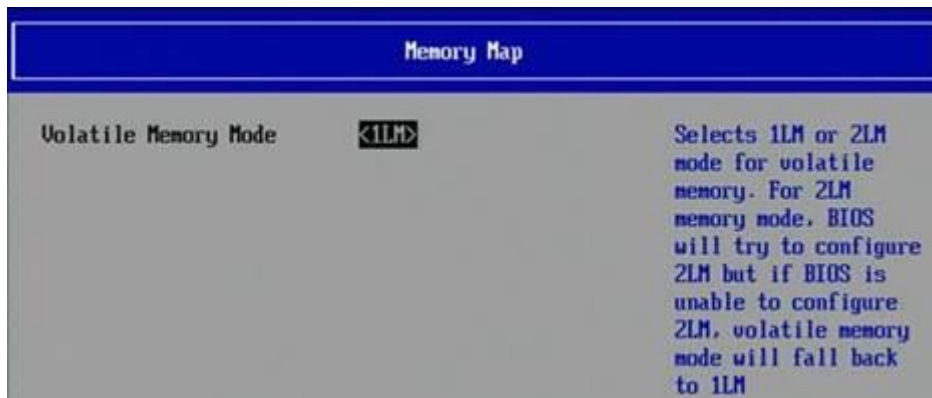 Memory Map
Volatile Memory Mode <1LM>
Selects 1LM or 2LM
mode for volatile
memory. For 2LM
memory mode, BIOS
will try to configure
2LM but if BIOS is
unable to configure
2LM, volatile memory
mode will fall back
to 1LM